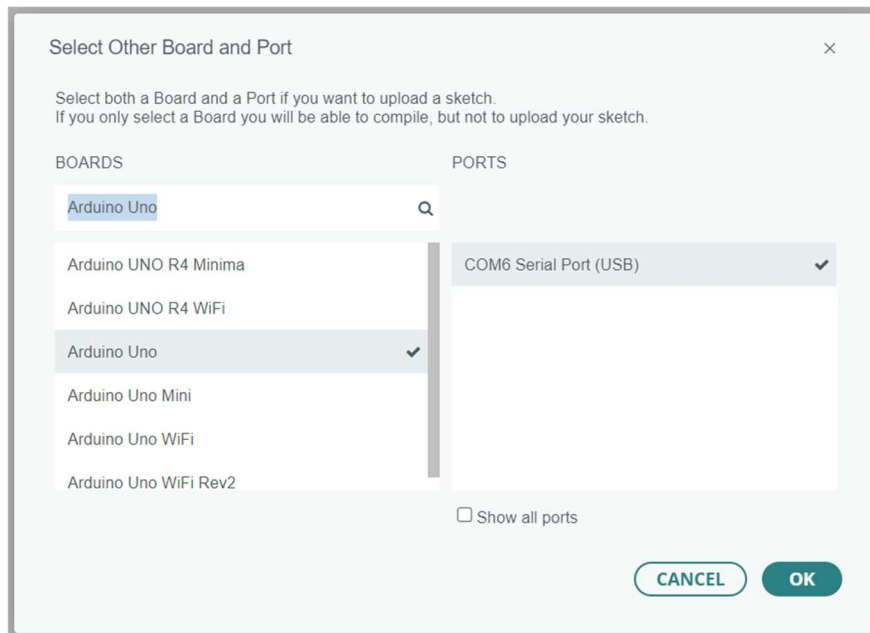 Select Other Board and Port
Select both a Board and a Port if you want to upload a sketch.
If you only select a Board you will be able to compile, but not to upload your sketch.
BOARDS
Arduino Uno
Arduino UNO R4 Minima
Arduino UNO R4 WiFi
Arduino Uno
Arduino Uno Mini
Arduino Uno WiFi
Arduino Uno WiFi Rev2
PORTS
COM6 Serial Port (USB)
Show all ports
CANCEL
OK